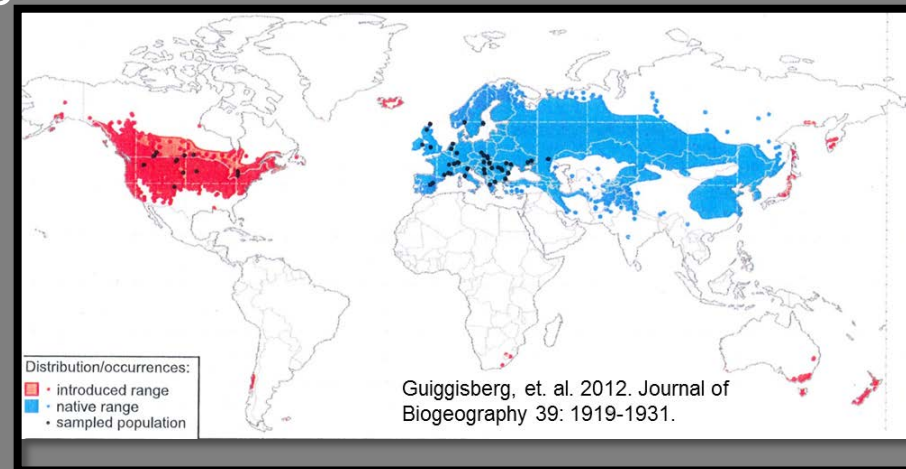 Distribution/occurrences:
introduced range
native range
sampled population
Guiggisberg, et. al. 2012. Journal of
Biogeography 39: 1919-1931.